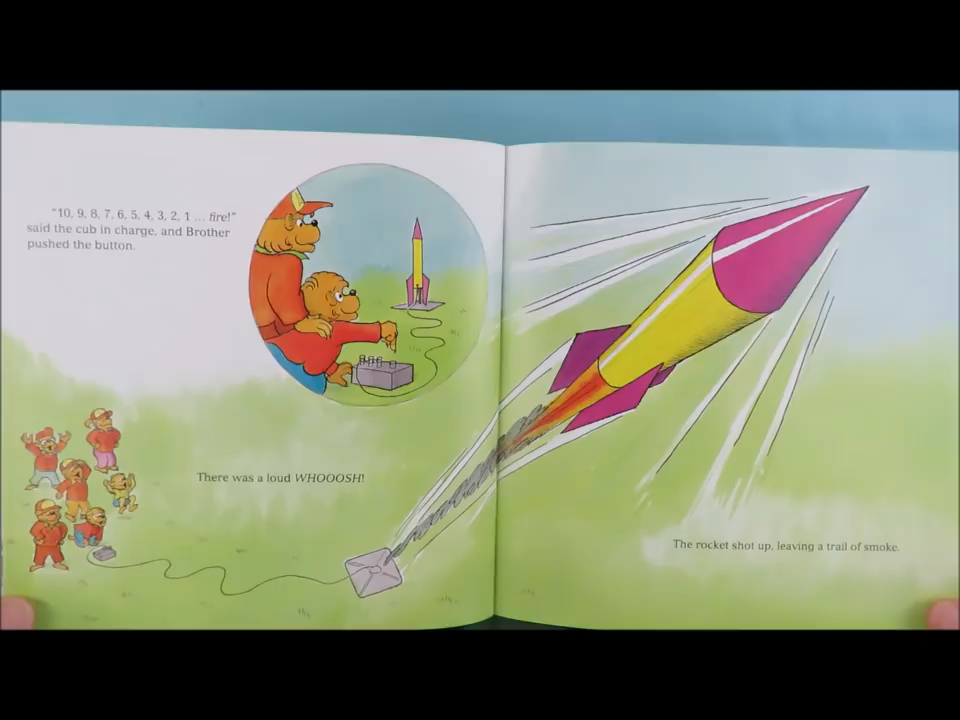 "10, 9, 8, 7, 6, 5, 4, 3, 2, 1 ... fire!"
said the cub in charge, and Brother
pushed the button.
There was a loud WHOOOSH!
The rocket shot up, leaving a trail of smoke.